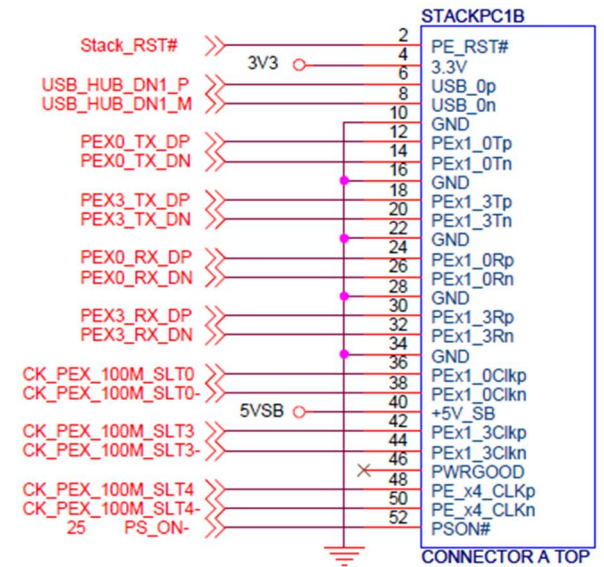 STACKPC1B
Stack_RST# 2 PE_RST#
3V3 4 3.3V
USB_HUB_DN1_P 6 USB_0p
USB_HUB_DN1_M 8 USB_0n
10 GND
PEX0_TX_DP 12 PEx1_0Tp
PEX0_TX_DN 14 PEx1_0Tn
16 GND
PEX3_TX_DP 18 PEx1_3Tp
PEX3_TX_DN 20 PEx1_3Tn
22 GND
PEX0_RX_DP 24 PEx1_0Rp
PEX0_RX_DN 26 PEx1_0Rn
28 GND
PEX3_RX_DP 30 PEx1_3Rp
PEX3_RX_DN 32 PEx1_3Rn
34 GND
CK_PEX_100M_SLT0 36 PEx1_0Clkp
CK_PEX_100M_SLT0- 38 PEx1_0Clkn
5VSB 40 +5V_SB
CK_PEX_100M_SLT3 42 PEx1_3Clkp
CK_PEX_100M_SLT3- 44 PEx1_3Clkn
46 PWRGOOD
CK_PEX_100M_SLT4 48 PE_x4_CLKp
CK_PEX_100M_SLT4- 50 PE_x4_CLKn
25 PS_ON- 52 PSON#
CONNECTOR A TOP